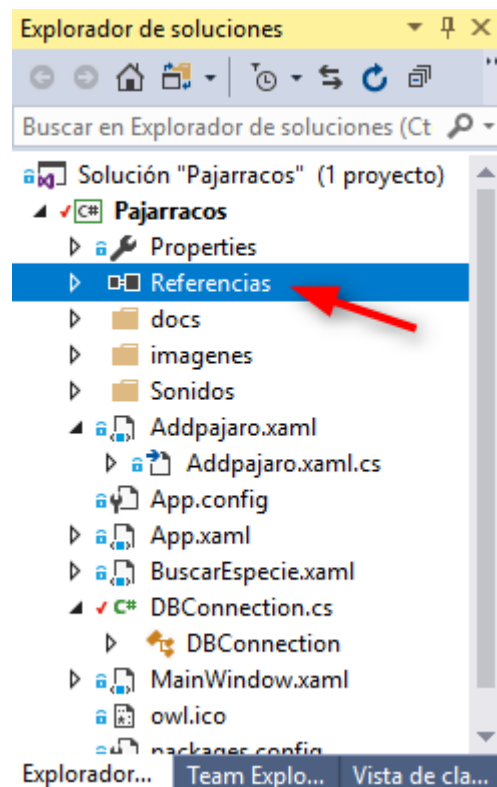 Explorador de soluciones
Buscar en Explorador de soluciones (Ct
Solución "Pajarracos" (1 proyecto)
C# Pajarracos
Properties
Referencias
docs
imagenes
Sonidos
Addpajaro.xaml
Addpajaro.xaml.cs
App.config
App.xaml
BuscarEspecie.xaml
C# DBConnection.cs
DBConnection
MainWindow.xaml
owl.ico
packages.config
Explorador... Team Explo... Vista de cla...